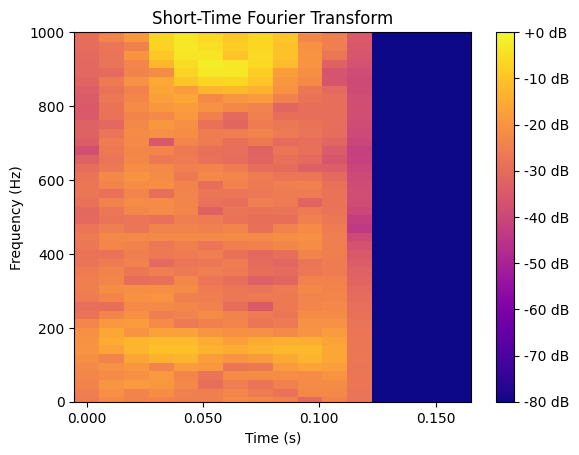 Short-Time Fourier Transform
1000
800
600
400
200
0
Frequency (Hz)
0.000
0.050
0.100
0.150
Time (s)
+0 dB
-10 dB
-20 dB
-30 dB
-40 dB
-50 dB
-60 dB
-70 dB
-80 dB